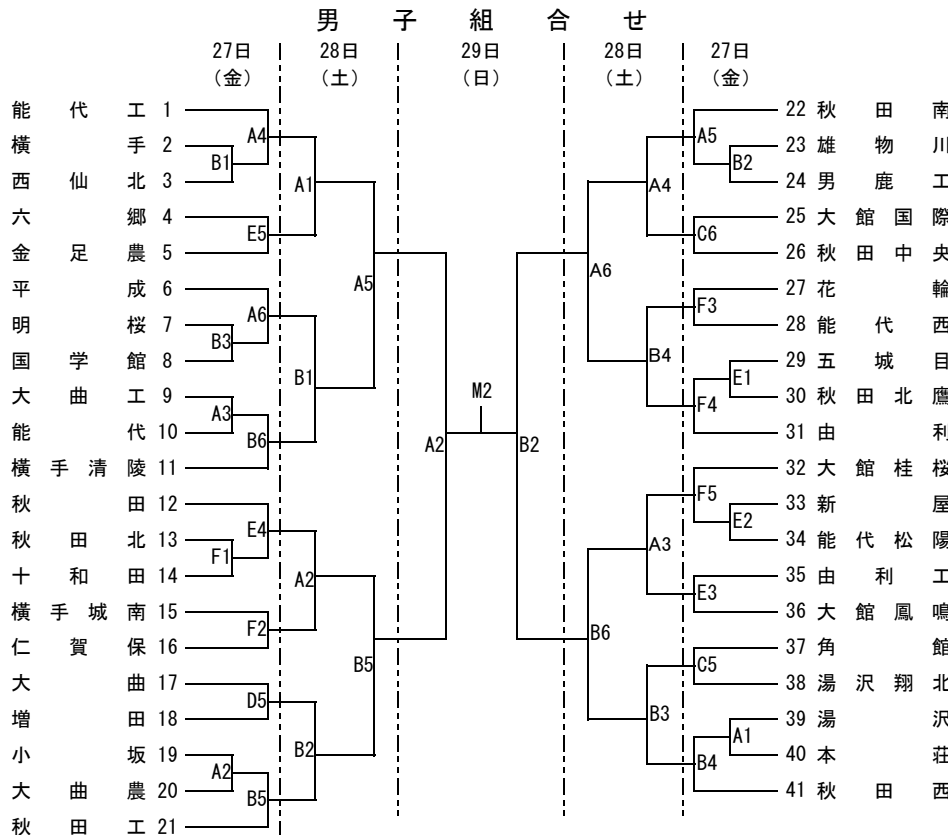 男子組合せ
27日 28日 29日 28日 27日
（金） （土） （日） （土） （金）
能代工 1 22 秋田南
A4 A5
横手 2 23 雄物川
B1 B2
西仙北 3 24 男鹿工
A1 A4
六郷 4 25 大館国際
E5 C6
金足農 5 26 秋田中央
A5 A6
平成 6 27 花輪
A6 F3
明桜 7 28 能代西
B3
国学館 8 29 五城目
B1 B4 E1
大曲工 9 M2 30 秋田北鷹
A3 F4
能代 10 31 由利
B6 A2 B2
横手清陵 11 32 大館桂桜
F5
秋田 12 33 新屋
E4 E2
秋田北 13 34 能代松陽
F1 A3
十和田 14 35 由利工
A2 E3
横手城南 15 36 大館鳳鳴
F2 B6
仁賀保 16 37 角館
B5 C5
大曲 17 38 湯沢翔北
D5
増田 18 39 湯沢
B3 A1
小坂 19 40 本荘
A2 B2 B4
大曲農 20 41 秋田西
B5
秋田工 21